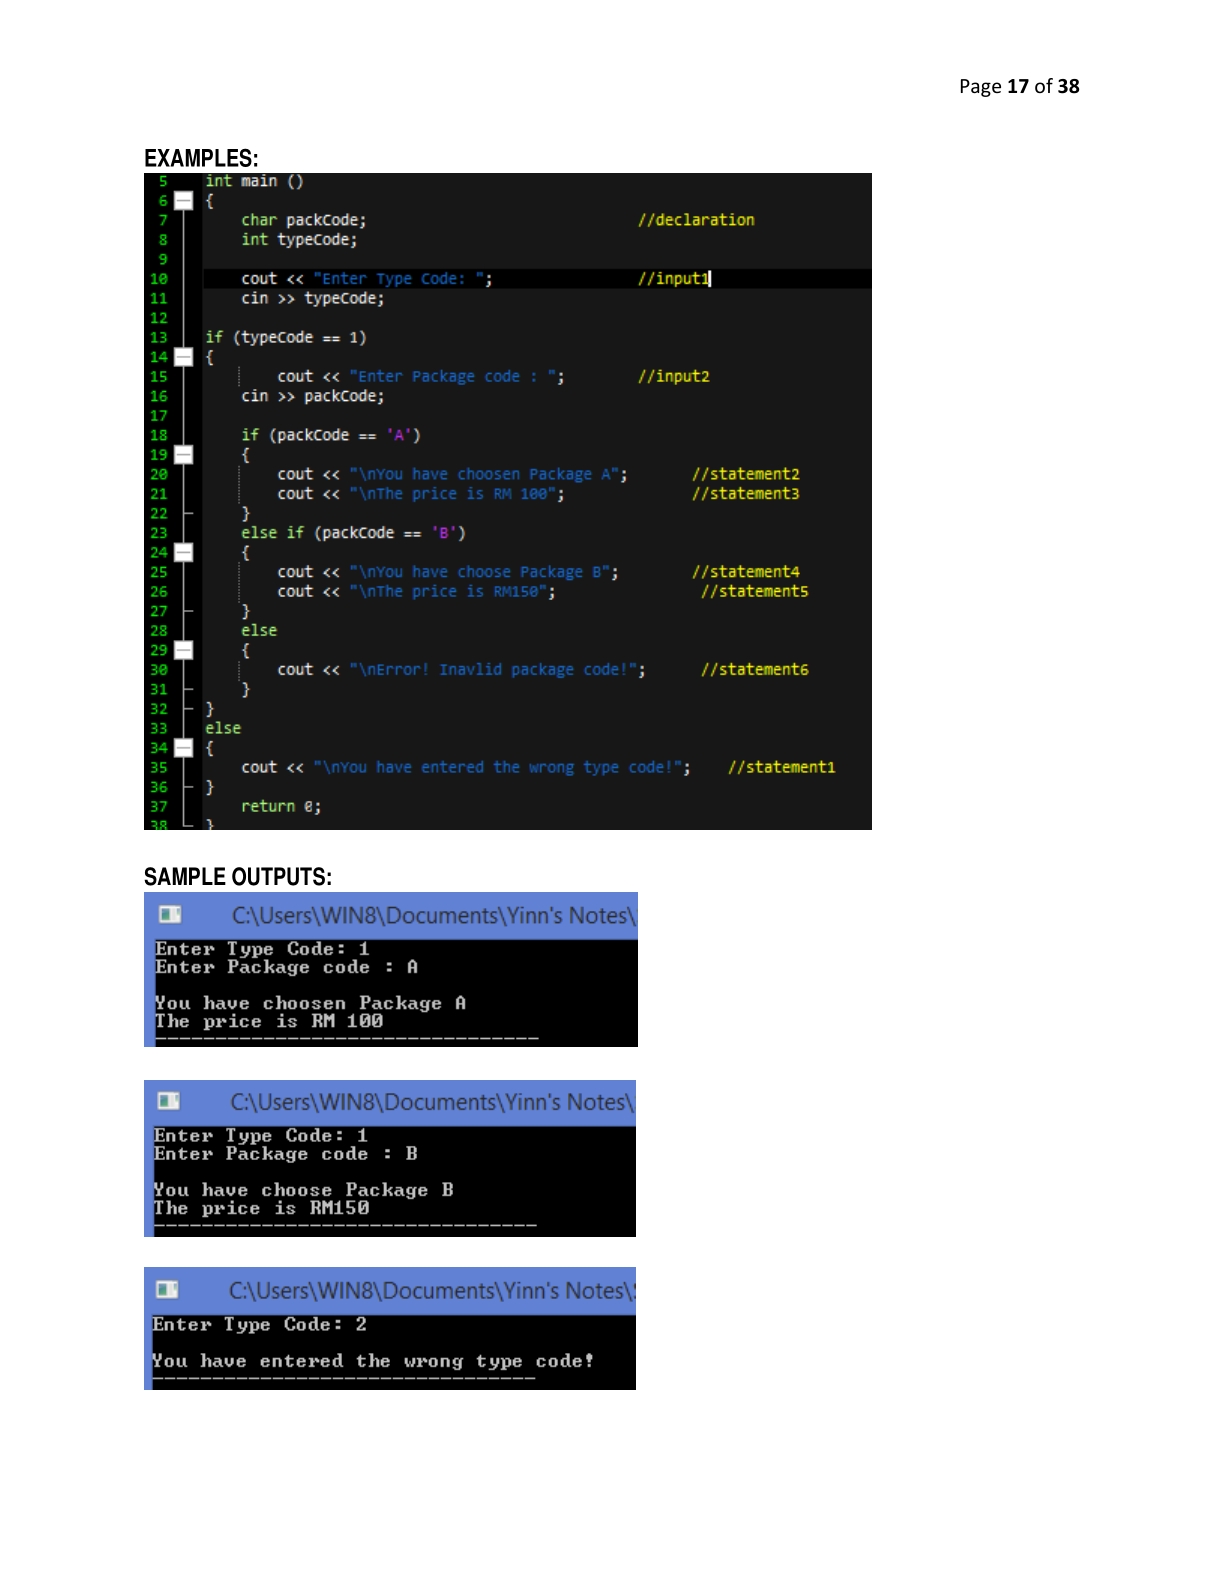 Page 17 of 38
EXAMPLES:
5 int main ()
6 {
7 char packCode; //declaration
8 int typeCode;
9
10 cout << "Enter Type Code: "; //input1
11 cin >> typeCode;
12
13 if (typeCode == 1)
14 {
15 cout << "Enter Package code : "; //input2
16 cin >> packCode;
17
18 if (packCode == 'A')
19 {
20 cout << "\nYou have choosen Package A"; //statement2
21 cout << "\nThe price is RM 100"; //statement3
22 }
23 else if (packCode == 'B')
24 {
25 cout << "\nYou have choose Package B"; //statement4
26 cout << "\nThe price is RM150"; //statement5
27 }
28 else
29 {
30 cout << "\nError! Inavlid package code!"; //statement6
31 }
32 }
33 else
34 {
35 cout << "\nYou have entered the wrong type code!"; //statement1
36 }
37 return 0;
38 }
SAMPLE OUTPUTS:
C:\Users\WIN8\Documents\Yinn's Notes\
Enter Type Code: 1
Enter Package code : A
You have choosen Package A
The price is RM 100
--------------------------------
C:\Users\WIN8\Documents\Yinn's Notes\
Enter Type Code: 1
Enter Package code : B
You have choose Package B
The price is RM150
--------------------------------
C:\Users\WIN8\Documents\Yinn's Notes\
Enter Type Code: 2
You have entered the wrong type code!
--------------------------------